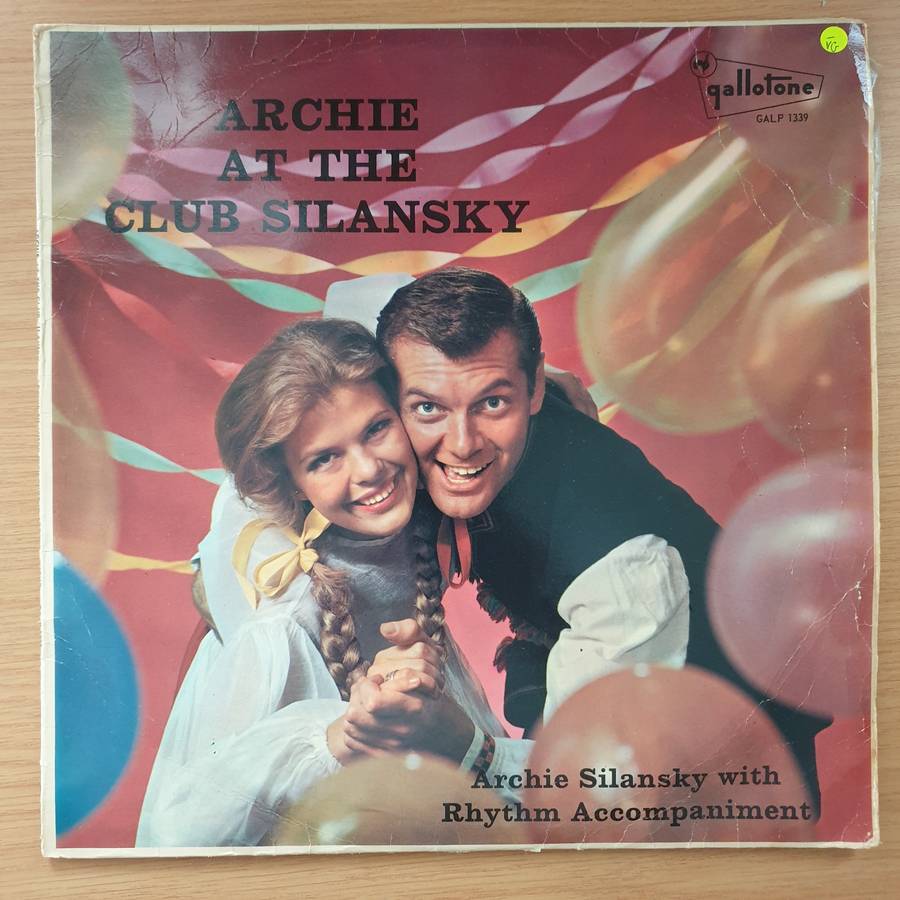 ARCHIE
AT THE
CLUB SILANSKY
gallotone
GALP 1339
VG
Archie Silansky with
Rhythm Accompaniment